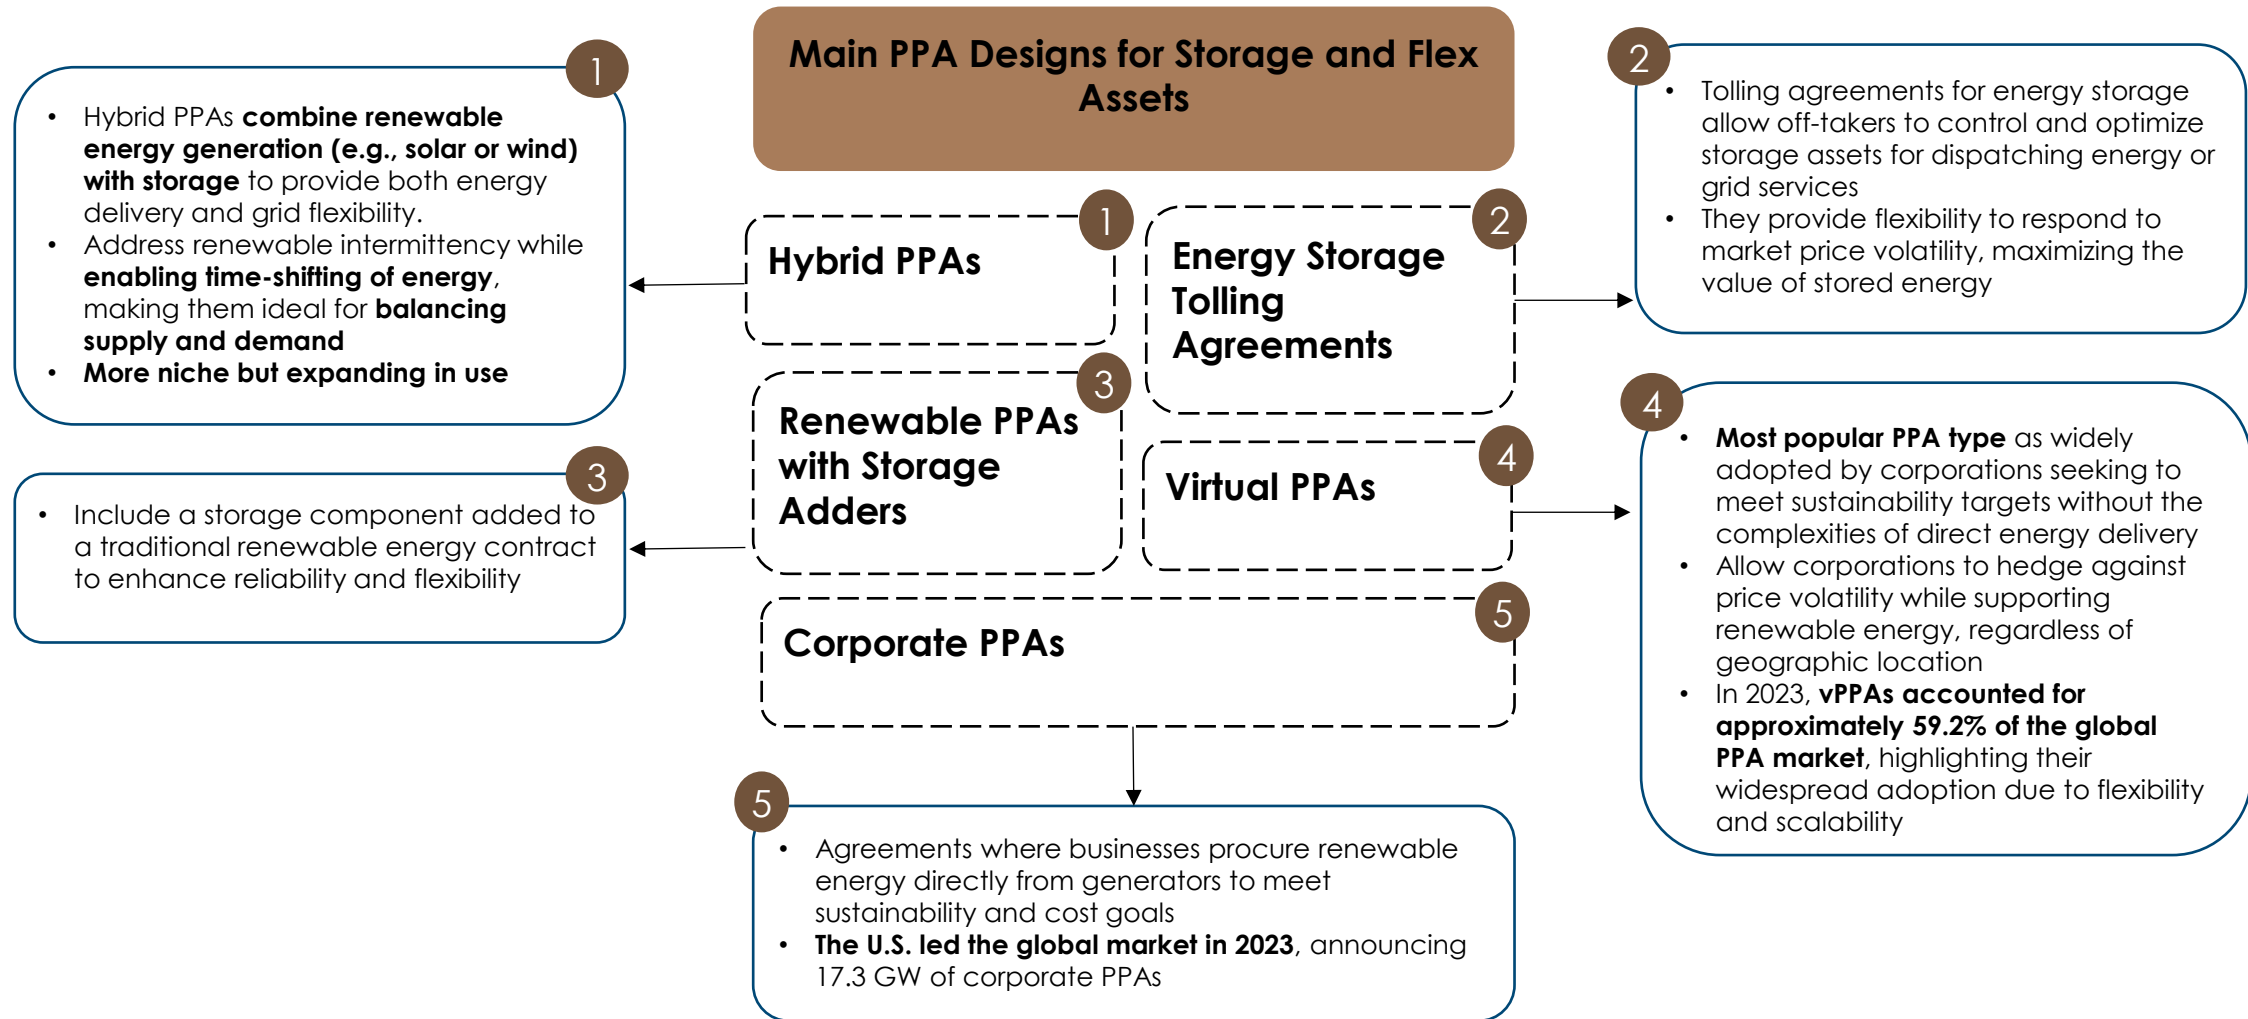 Main PPA Designs for Storage and Flex
Assets
1
• Hybrid PPAs combine renewable
energy generation (e.g., solar or wind)
with storage to provide both energy
delivery and grid flexibility.
• Address renewable intermittency while
enabling time-shifting of energy,
making them ideal for balancing
supply and demand
• More niche but expanding in use
1
Hybrid PPAs
2
Energy Storage
Tolling
Agreements
2
• Tolling agreements for energy storage
allow off-takers to control and optimize
storage assets for dispatching energy or
grid services
• They provide flexibility to respond to
market price volatility, maximizing the
value of stored energy
3
• Include a storage component added to
a traditional renewable energy contract
to enhance reliability and flexibility
3
Renewable PPAs
with Storage
Adders
4
Virtual PPAs
4
• Most popular PPA type as widely
adopted by corporations seeking to
meet sustainability targets without the
complexities of direct energy delivery
• Allow corporations to hedge against
price volatility while supporting
renewable energy, regardless of
geographic location
• In 2023, vPPAs accounted for
approximately 59.2% of the global
PPA market, highlighting their
widespread adoption due to flexibility
and scalability
5
Corporate PPAs
5
• Agreements where businesses procure renewable
energy directly from generators to meet
sustainability and cost goals
• The U.S. led the global market in 2023, announcing
17.3 GW of corporate PPAs